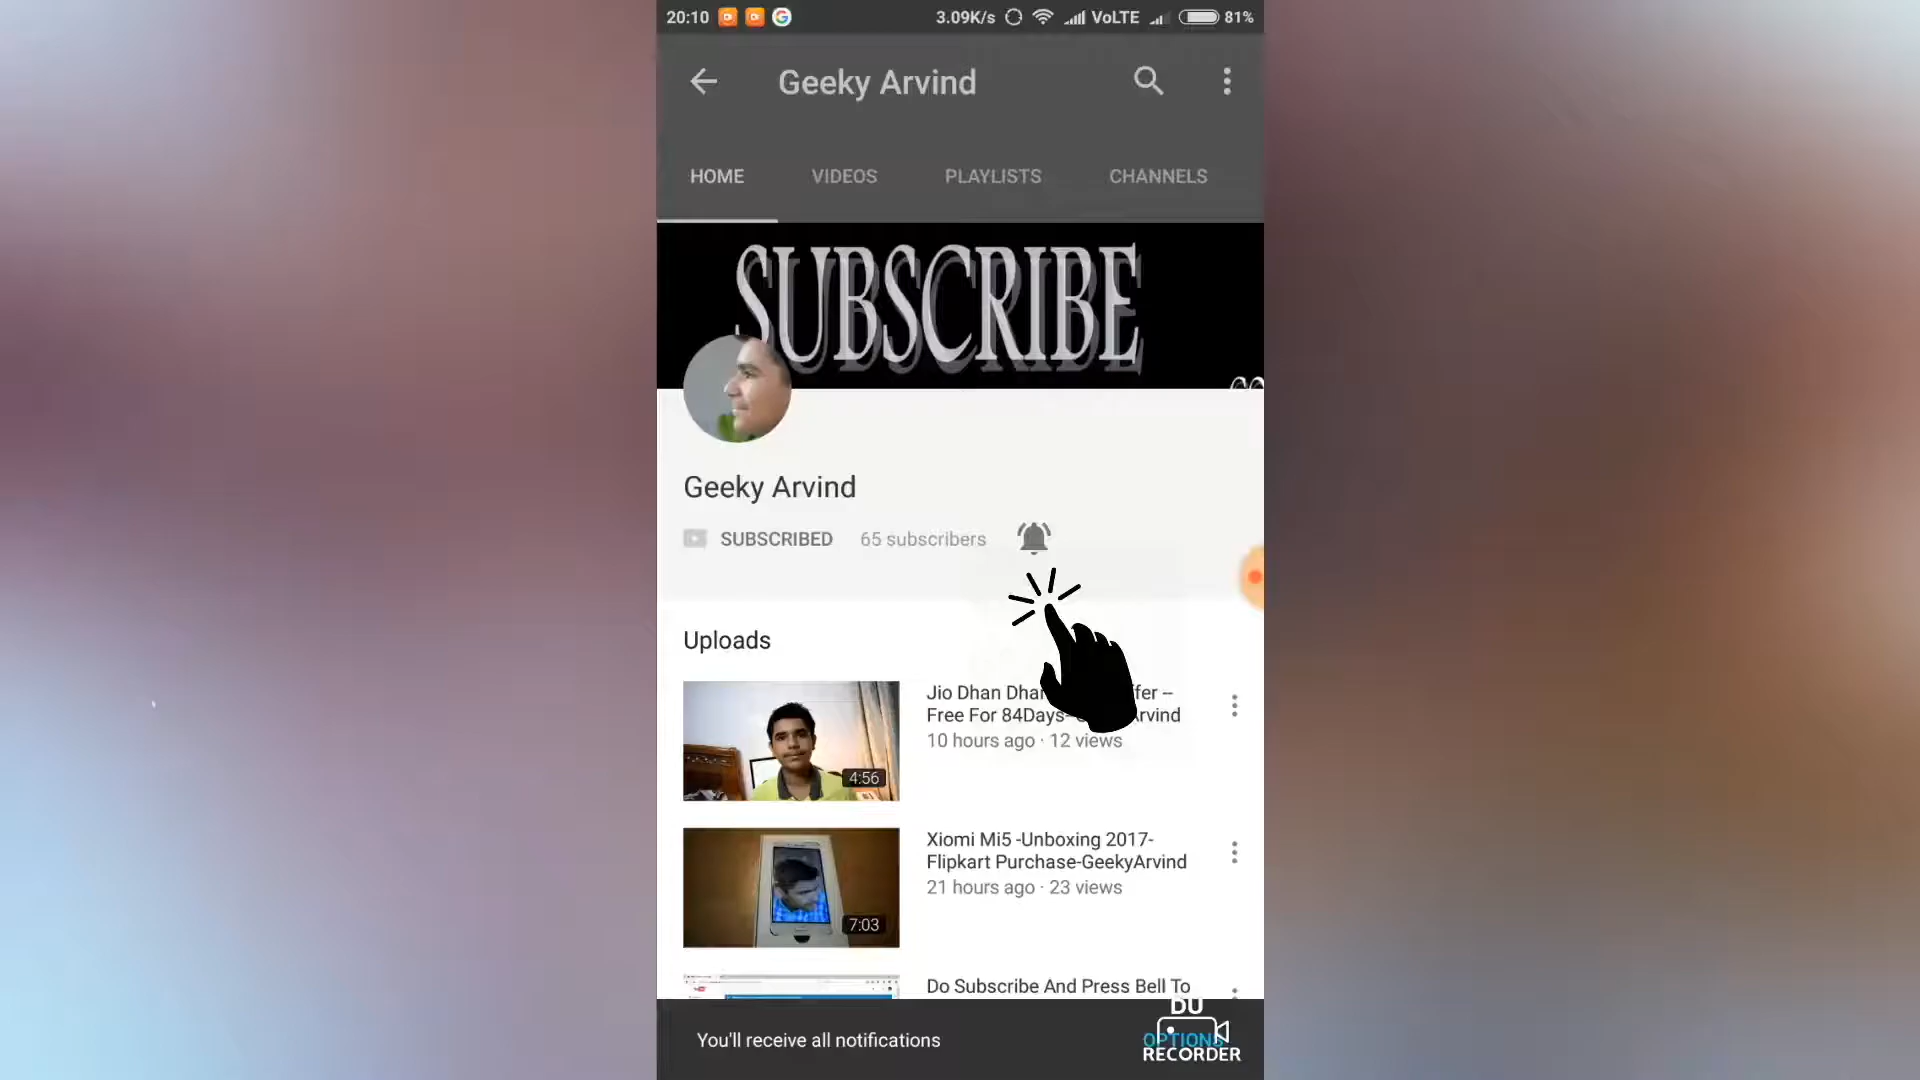 20:10 3.09K/s VoLTE 81%
Geeky Arvind
HOME VIDEOS PLAYLISTS CHANNELS
SUBSCRIBE
Geeky Arvind
SUBSCRIBED 65 subscribers
Uploads
Jio Dhan fer --
Free For 84Days- rvind
10 hours ago · 12 views
4:56
Xiomi Mi5 -Unboxing 2017-
Flipkart Purchase-GeekyArvind
21 hours ago · 23 views
7:03
Do Subscribe And Press Bell To
You'll receive all notifications
OPTIONS
DU
RECORDER